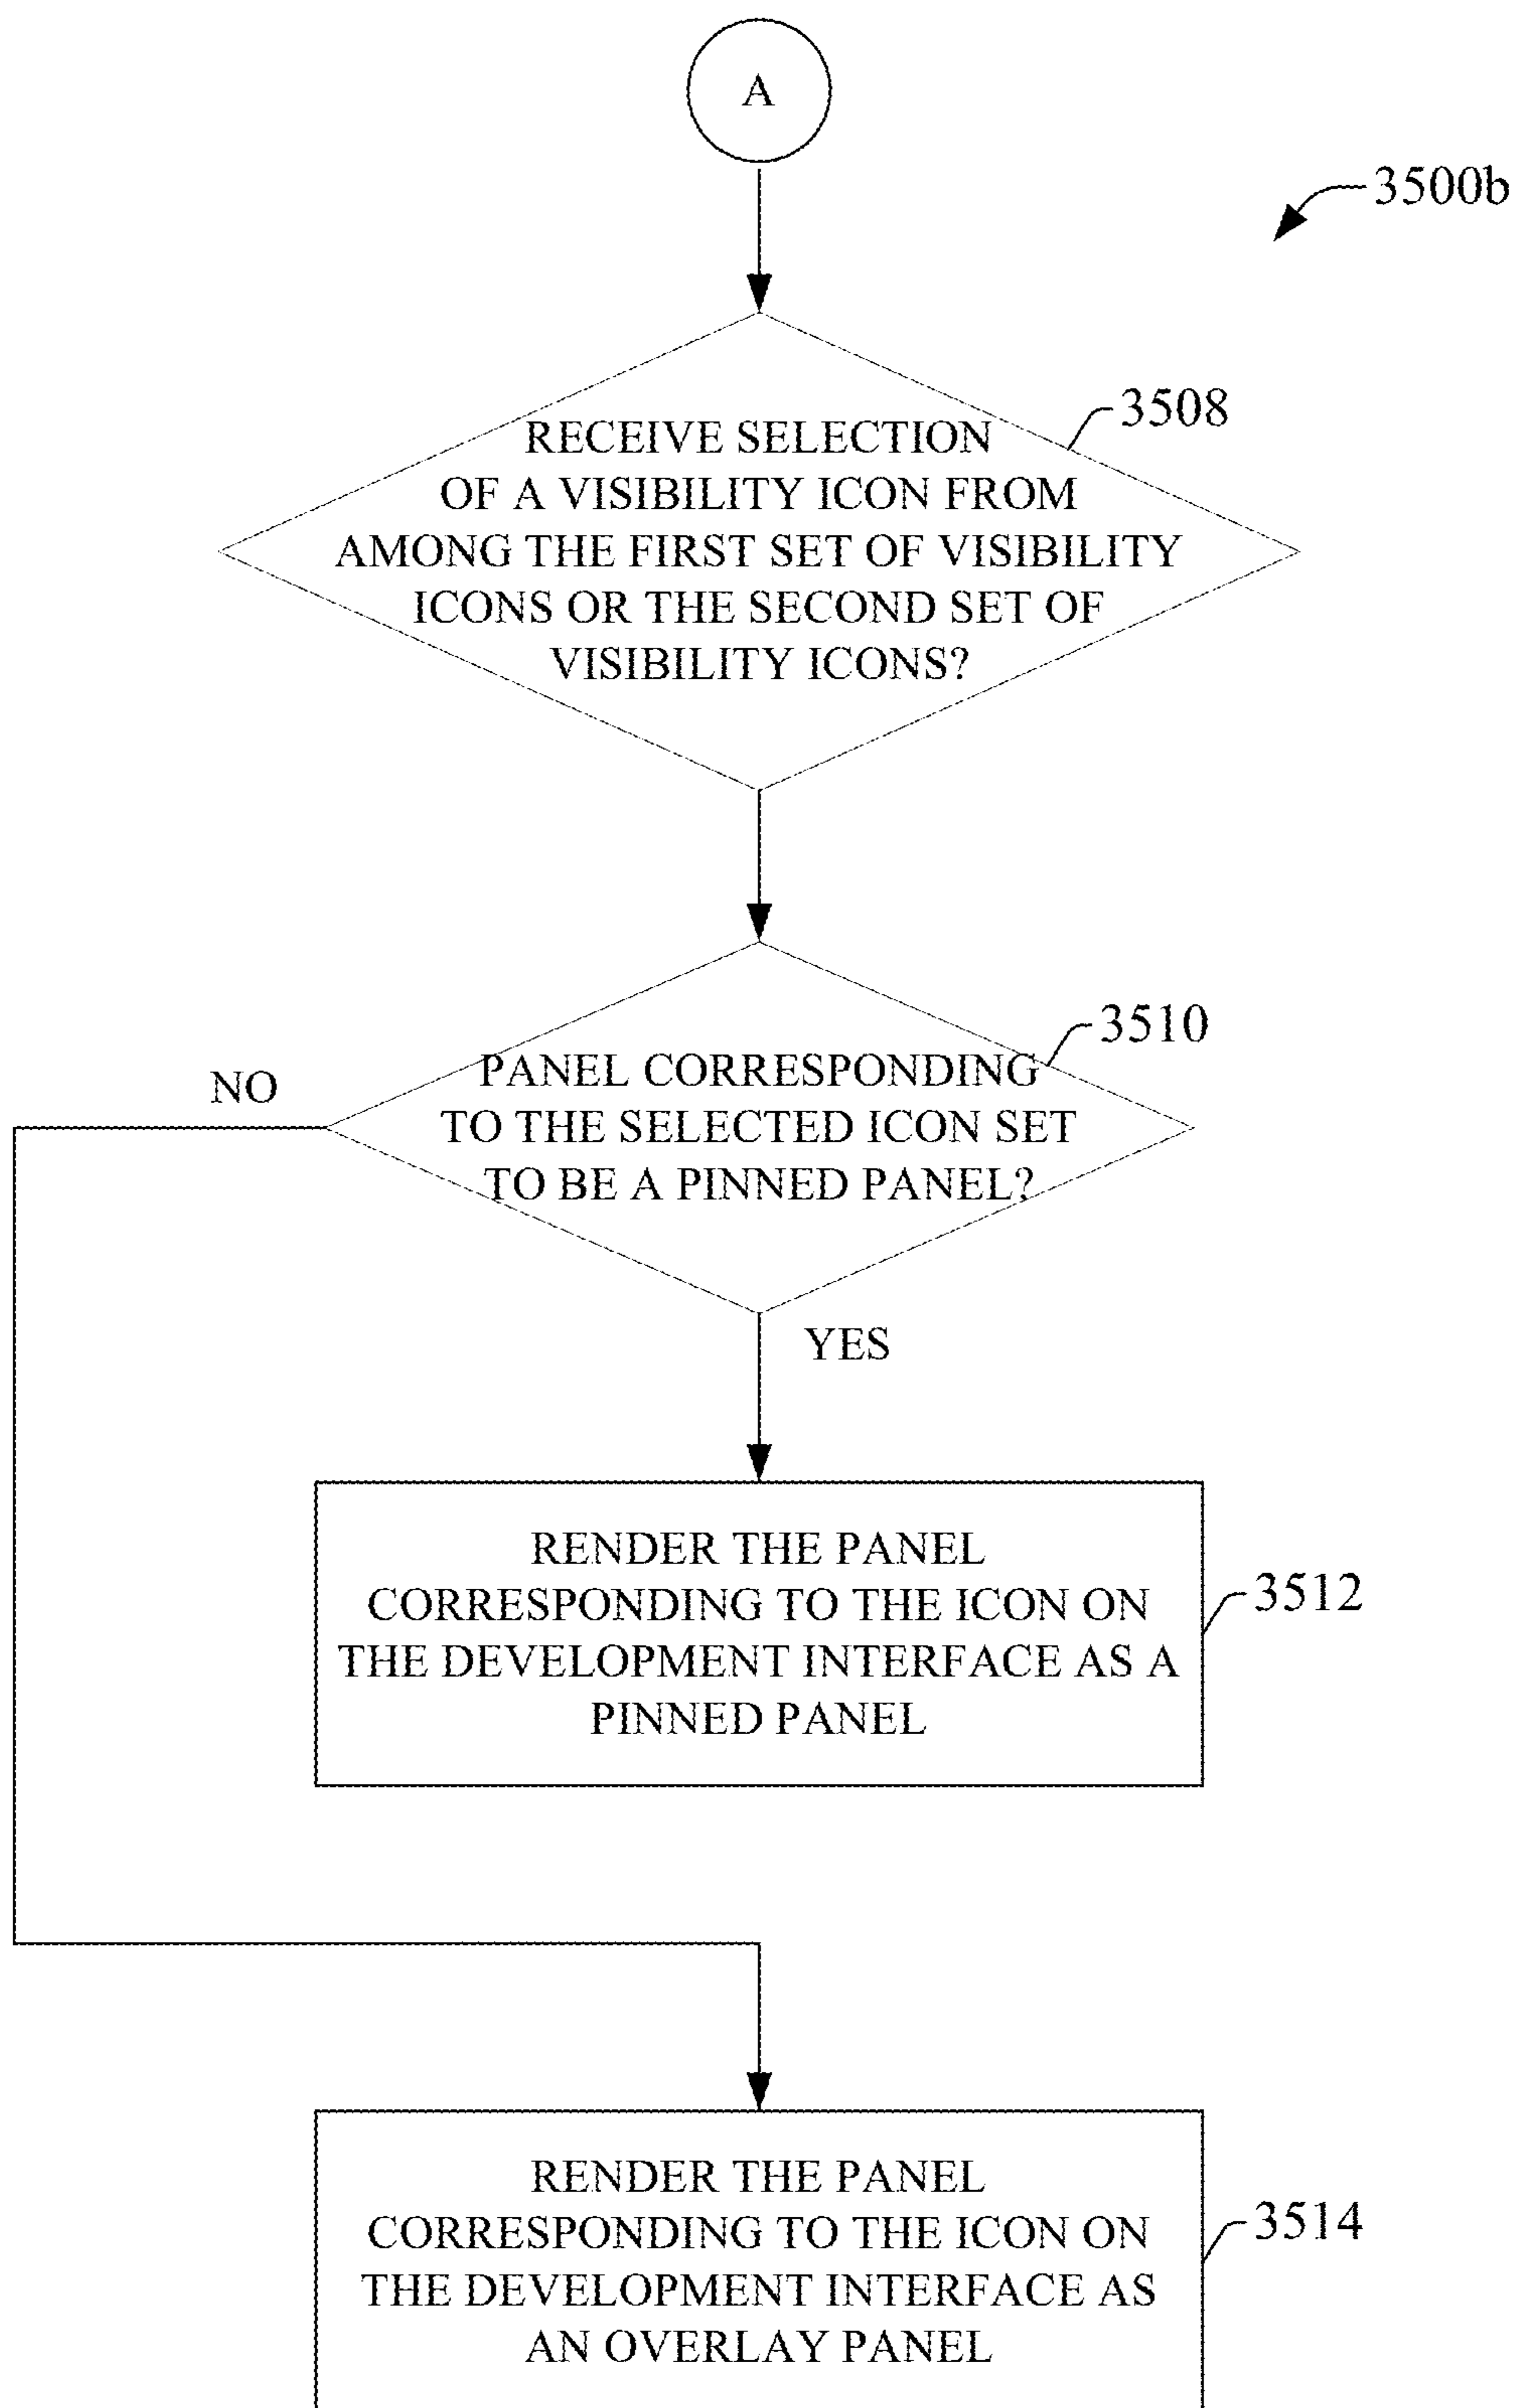 A
3500b
3508
RECEIVE SELECTION
OF A VISIBILITY ICON FROM
AMONG THE FIRST SET OF VISIBILITY
ICONS OR THE SECOND SET OF
VISIBILITY ICONS?
3510
PANEL CORRESPONDING
TO THE SELECTED ICON SET
TO BE A PINNED PANEL?
NO
YES
RENDER THE PANEL
CORRESPONDING TO THE ICON ON
THE DEVELOPMENT INTERFACE AS A
PINNED PANEL
3512
RENDER THE PANEL
CORRESPONDING TO THE ICON ON
THE DEVELOPMENT INTERFACE AS
AN OVERLAY PANEL
3514